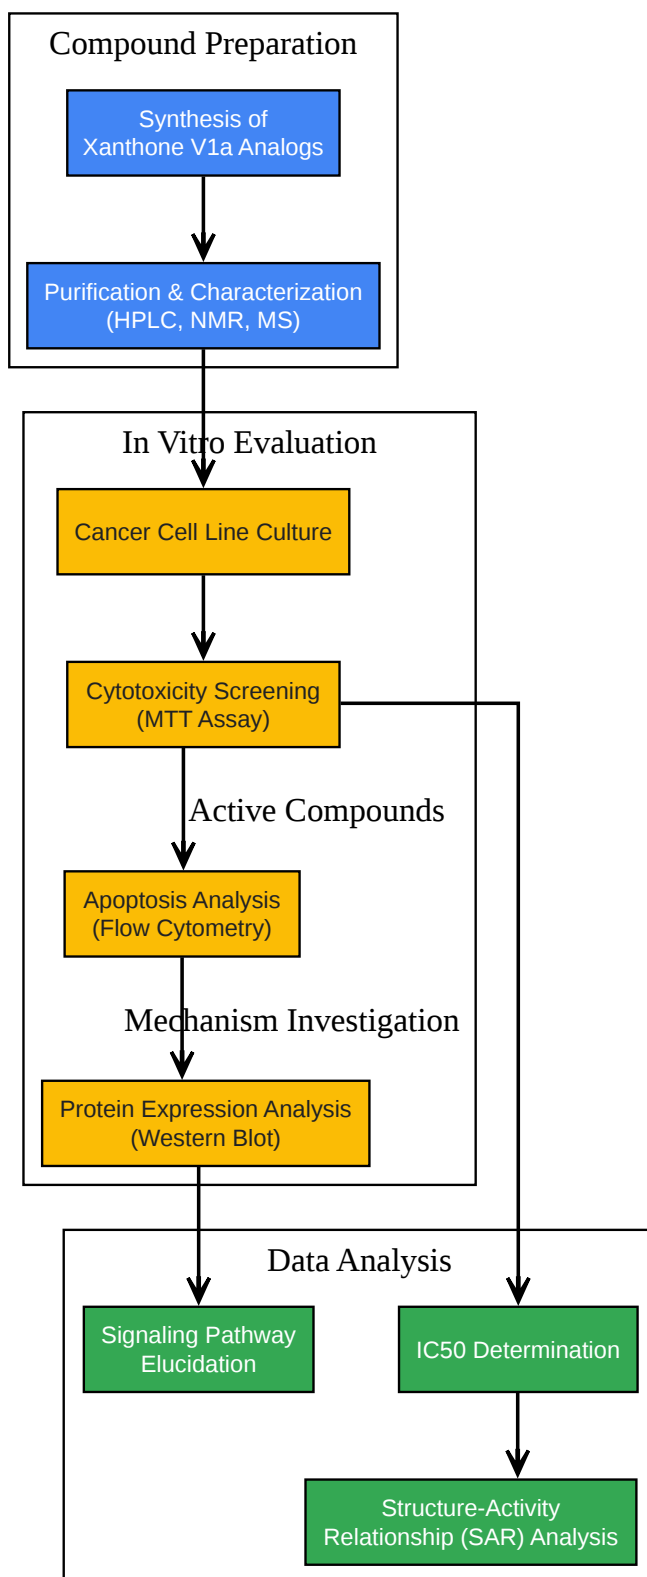 Compound Preparation
Synthesis of
Xanthone V1a Analogs
Purification & Characterization
(HPLC, NMR, MS)
In Vitro Evaluation
Cancer Cell Line Culture
Cytotoxicity Screening
(MTT Assay)
Active Compounds
Apoptosis Analysis
(Flow Cytometry)
Mechanism Investigation
Protein Expression Analysis
(Western Blot)
Data Analysis
Signaling Pathway
Elucidation
IC50 Determination
Structure-Activity
Relationship (SAR) Analysis